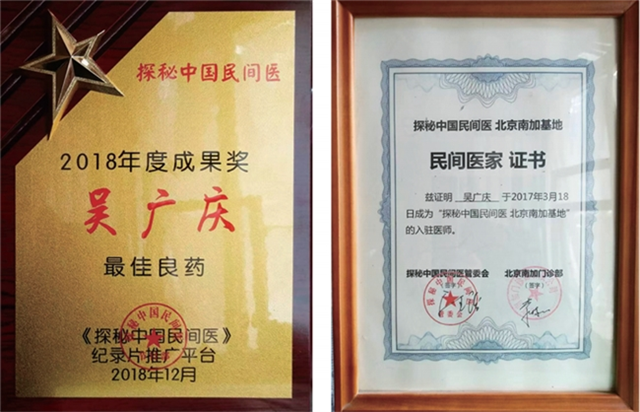 探秘中国民间医
2018年度成果奖
吴广庆
最佳良药
《探秘中国民间医》
纪录片推广平台
2018年12月
探秘中国民间医 北京南加基地
民间医家 证书
兹证明 吴广庆 于2017年3月18
日成为“探秘中国民间医 北京南加基地”
的入驻医师。
探秘中国民间医管委会 北京南加门诊部
(签字) (签字)